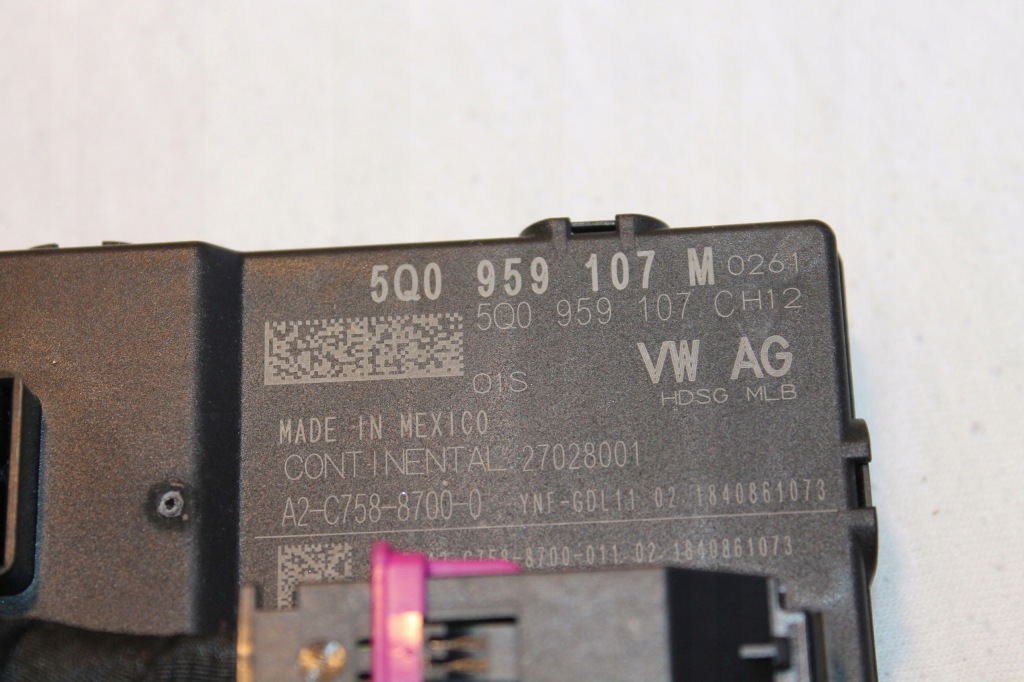 5Q0 959 107 M 0261
5Q0 959 107 CH12
VW AG
01S
HDSG MLB
MADE IN MEXICO
CONTINENTAL 27028001
A2-C758-8700-0 YNF-GDL11 02 1840861073
A2-C758-8700-011 02 1840861073